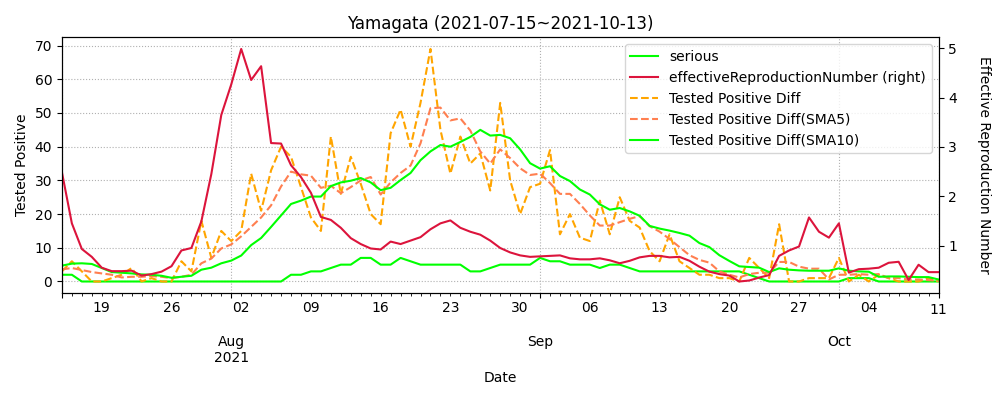 Yamagata (2021-07-15~2021-10-13)
70
60
50
40
30
20
10
0
Tested Positive
5
4
3
2
1
Effective Reproduction Number
serious
effectiveReproductionNumber (right)
Tested Positive Diff
Tested Positive Diff(SMA5)
Tested Positive Diff(SMA10)
19 26 02 09 16 23 30 06 13 20 27 04 11
Aug Sep Oct
2021
Date